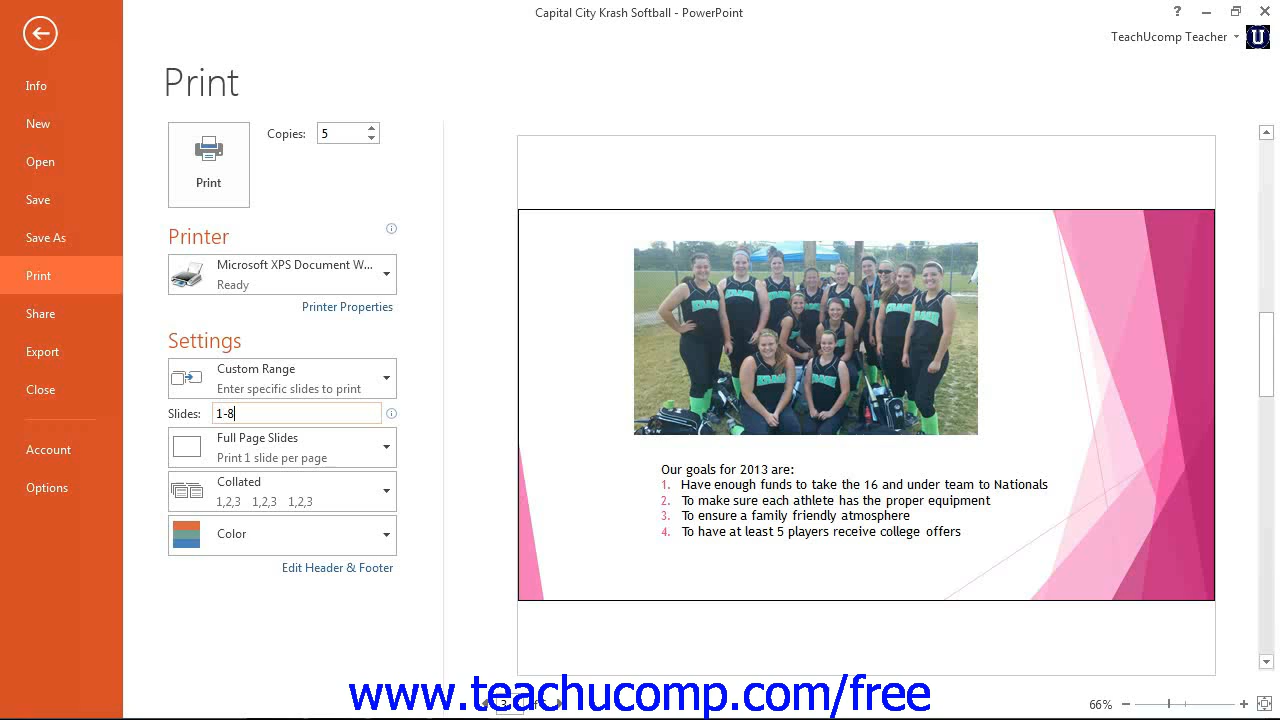 Capital City Krash Softball - PowerPoint
?
TeachUcomp Teacher
U
Info
New
Open
Save
Save As
Print
Share
Export
Close
Account
Options
Print
Print
Copies: 5
Printer
Microsoft XPS Document W...
Ready
Printer Properties
Settings
Custom Range
Enter specific slides to print
Slides: 1-8
Full Page Slides
Print 1 slide per page
Collated
1,2,3 1,2,3 1,2,3
Color
Edit Header & Footer
Our goals for 2013 are:
1. Have enough funds to take the 16 and under team to Nationals
2. To make sure each athlete has the proper equipment
3. To ensure a family friendly atmosphere
4. To have at least 5 players receive college offers
www.teachucomp.com/free
66%